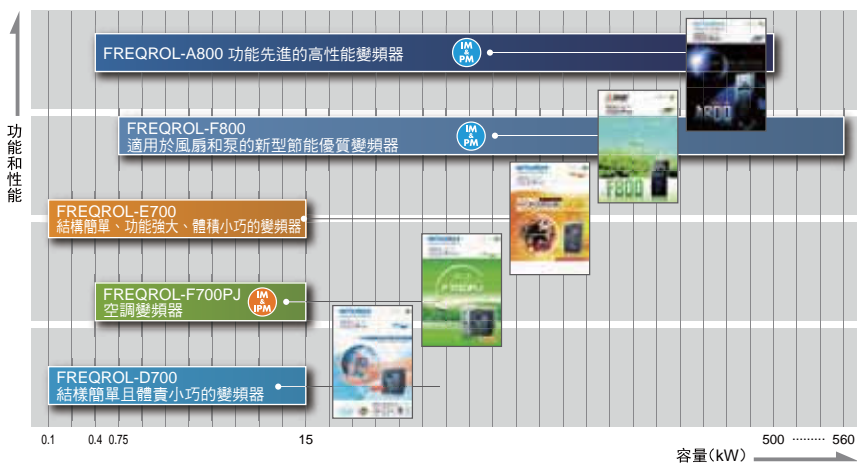 功能和性能
FREQROL-A800 功能先進的高性能變頻器
IM
&
PM
FREQROL-F800
適用於風扇和泵的新型節能優質變頻器
IM
&
PM
F800
FREQROL-E700
結構簡單、功能強大、體積小巧的變頻器
FREQROL-F700PJ
空調變頻器
IM
&
IPM
FREQROL-D700
結樣簡單且體責小巧的變頻器
0.1 0.4 0.75 15 500 ········· 560
容量(kW)